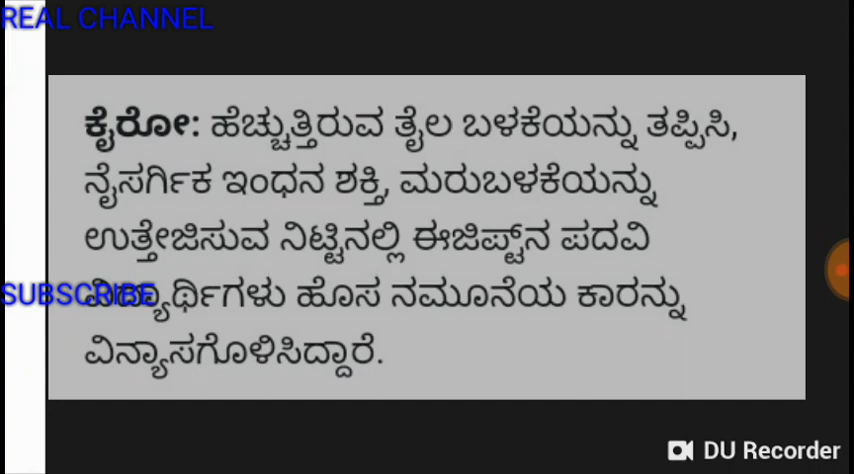 REAL CHANNEL
ಕೈರೋ: ಹೆಚ್ಚುತ್ತಿರುವ ತೈಲ ಬಳಕೆಯನ್ನು ತಪ್ಪಿಸಿ,
ನೈಸರ್ಗಿಕ ಇಂಧನ ಶಕ್ತಿ, ಮರುಬಳಕೆಯನ್ನು
ಉತ್ತೇಜಿಸುವ ನಿಟ್ಟಿನಲ್ಲಿ ಈಜಿಪ್ಟ್‌ನ ಪದವಿ
SUBSCRIBE ವಿದ್ಯಾರ್ಥಿಗಳು ಹೊಸ ನಮೂನೆಯ ಕಾರನ್ನು
ವಿನ್ಯಾಸಗೊಳಿಸಿದ್ದಾರೆ.
DU Recorder